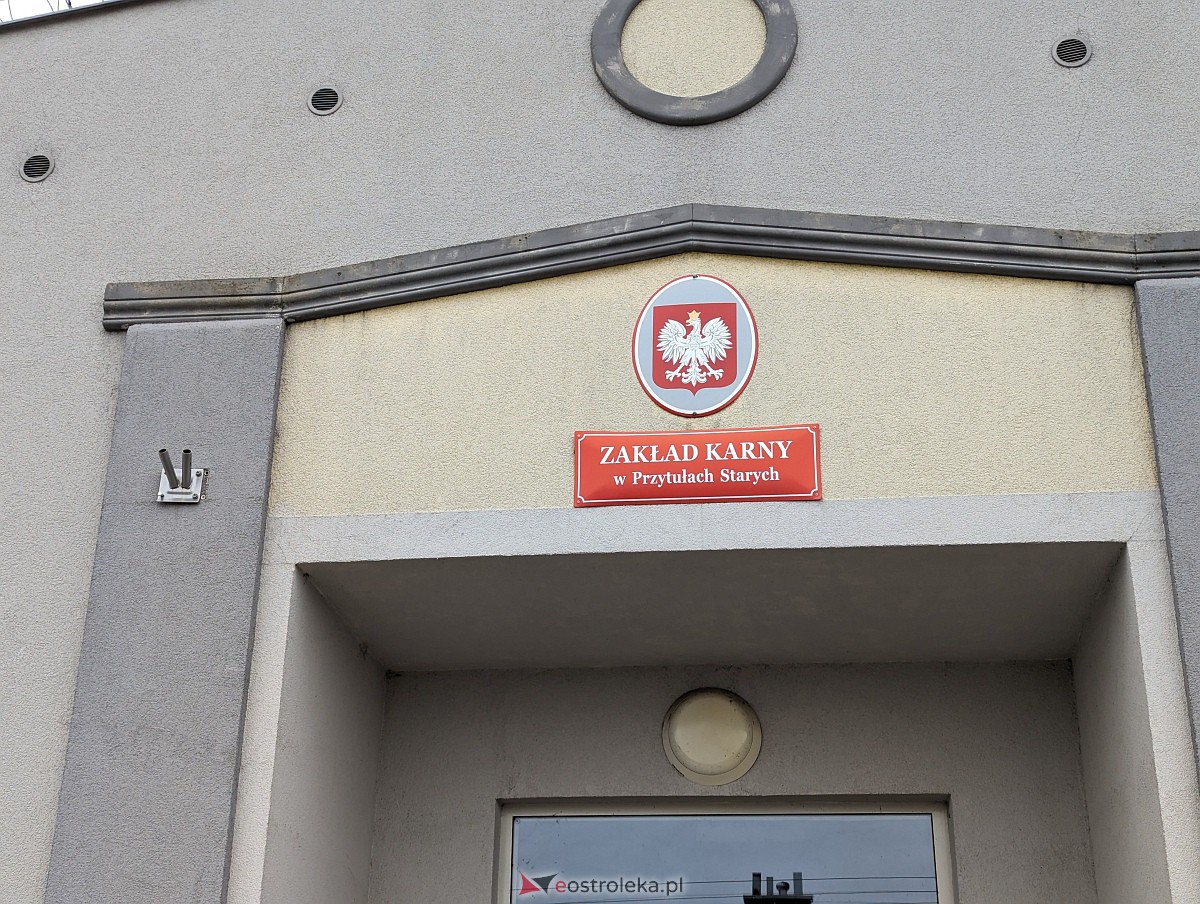 ZAKŁAD KARNY
w Przytułach Starych
eostroleka.pl